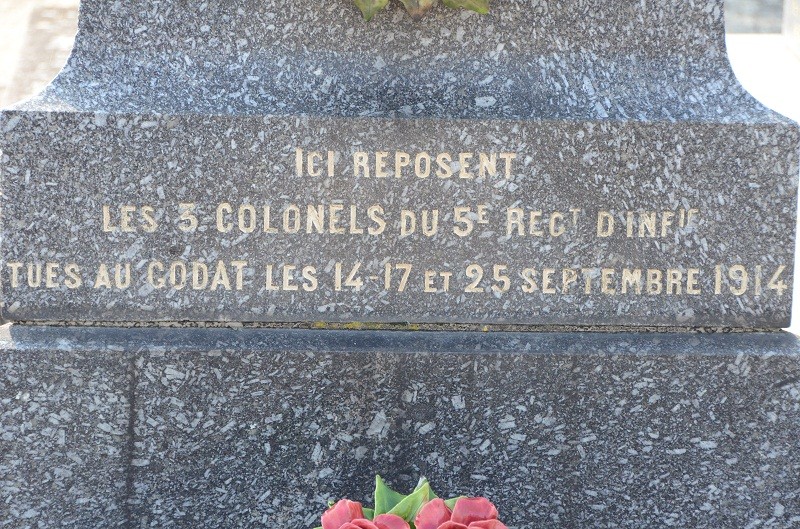 ICI REPOSENT
LES 3 COLONELS DU 5E REGT D'INFIE
TUES AU GODAT LES 14-17 ET 25 SEPTEMBRE 1914